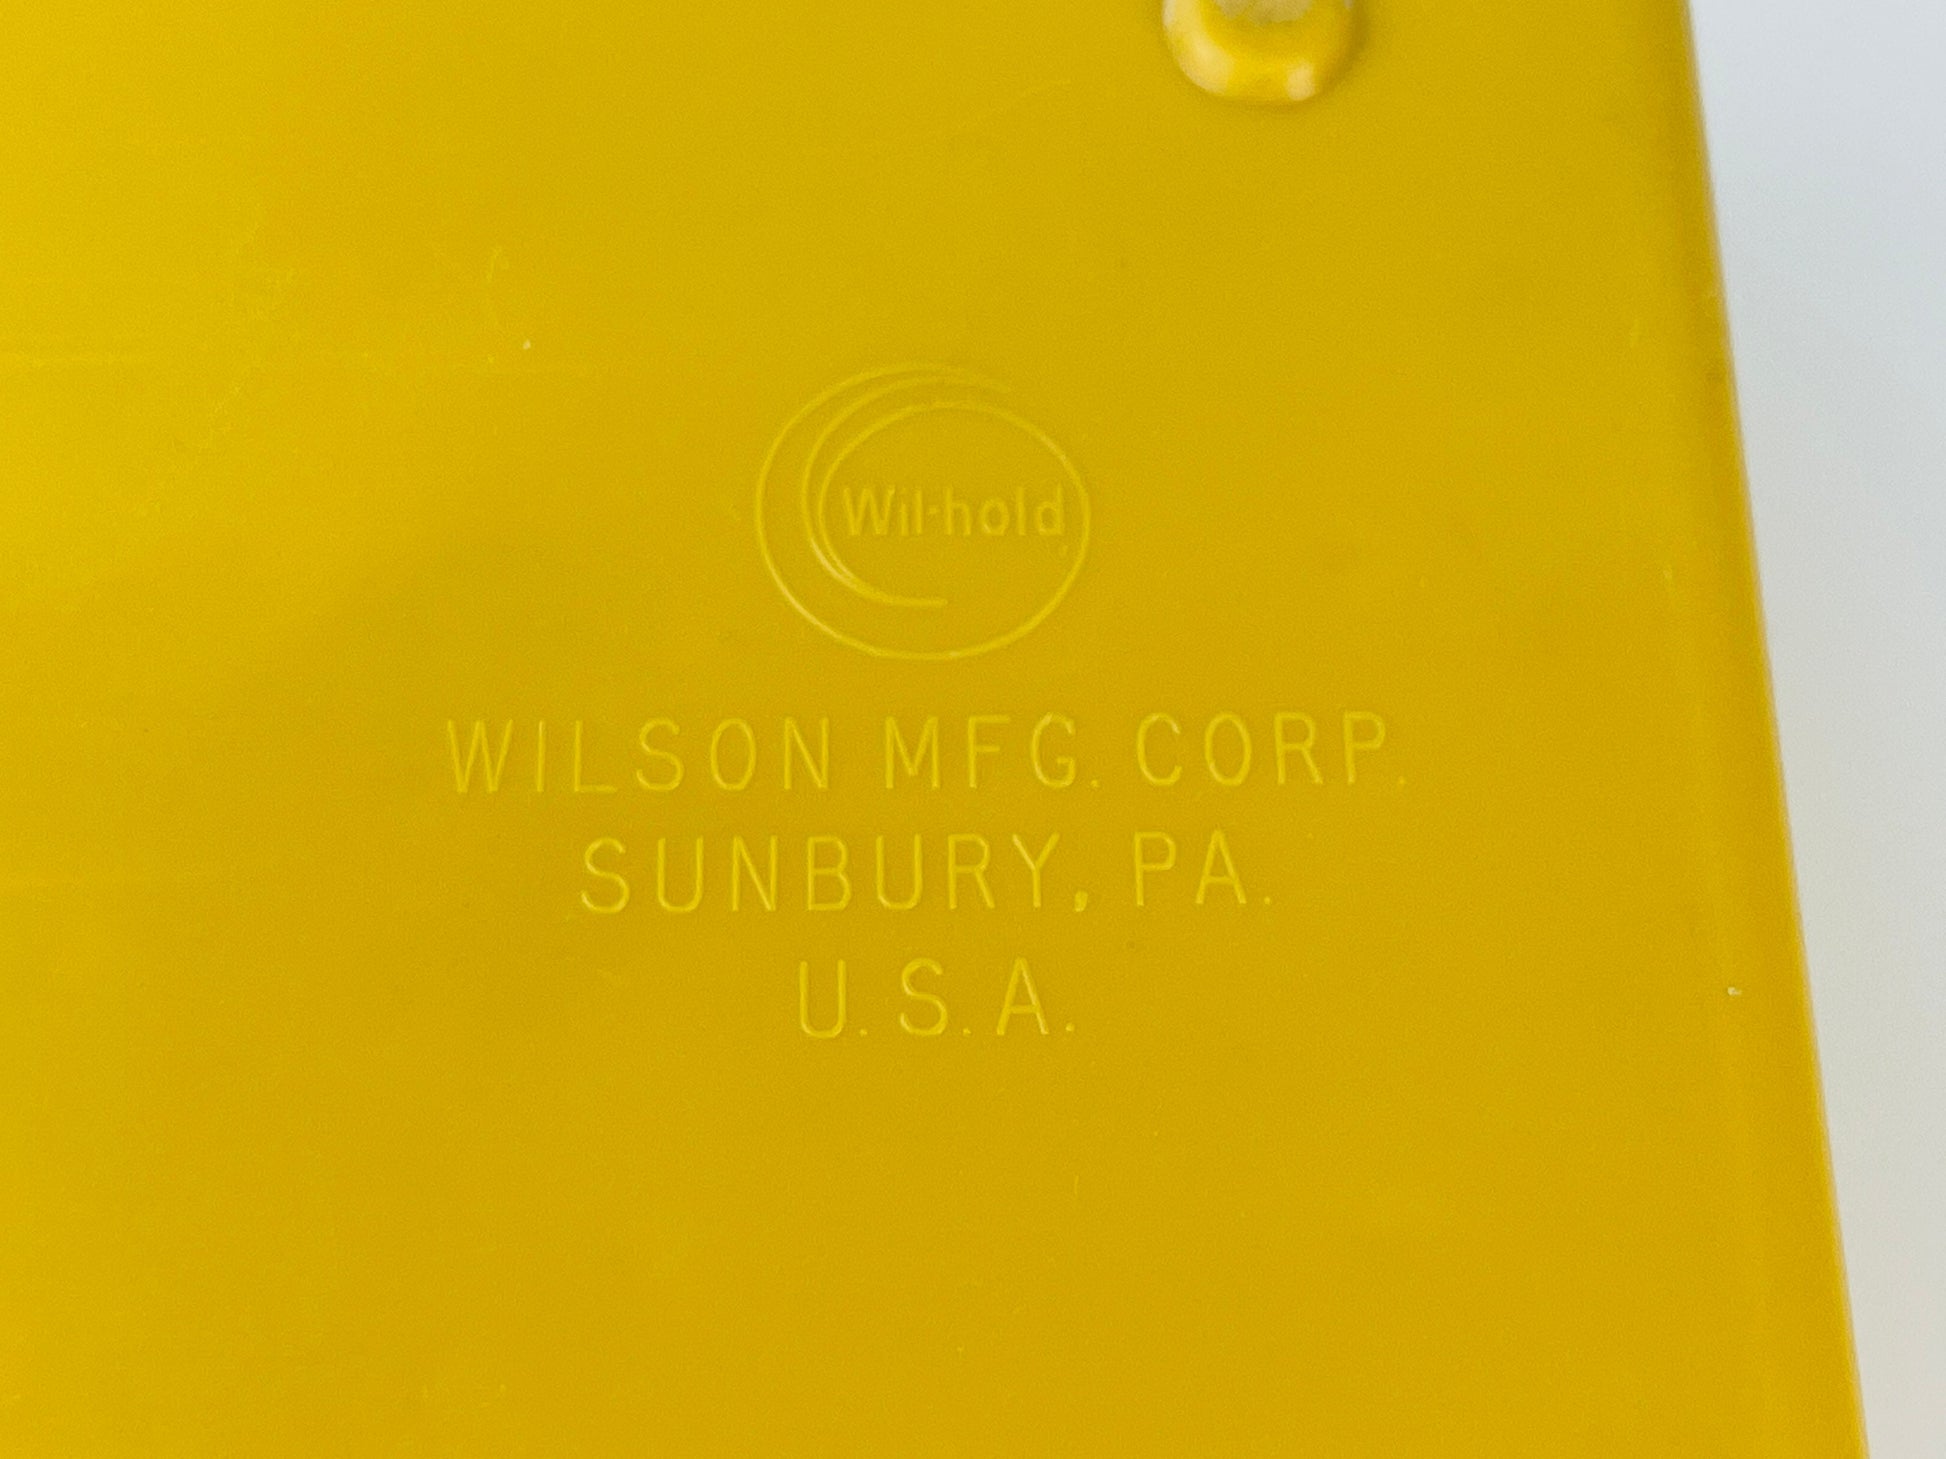 Wil-hold
WILSON MFG. CORP.
SUNBURY, PA.
U.S.A.